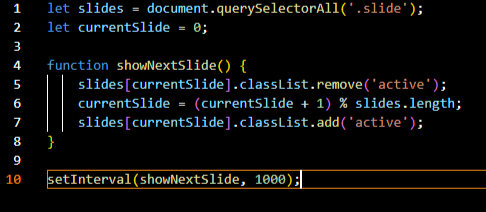 1 let slides = document.querySelectorAll('.slide');
2 let currentSlide = 0;
3
4 function showNextSlide() {
5     slides[currentSlide].classList.remove('active');
6     currentSlide = (currentSlide + 1) % slides.length;
7     slides[currentSlide].classList.add('active');
8 }
9
10 setInterval(showNextSlide, 1000);